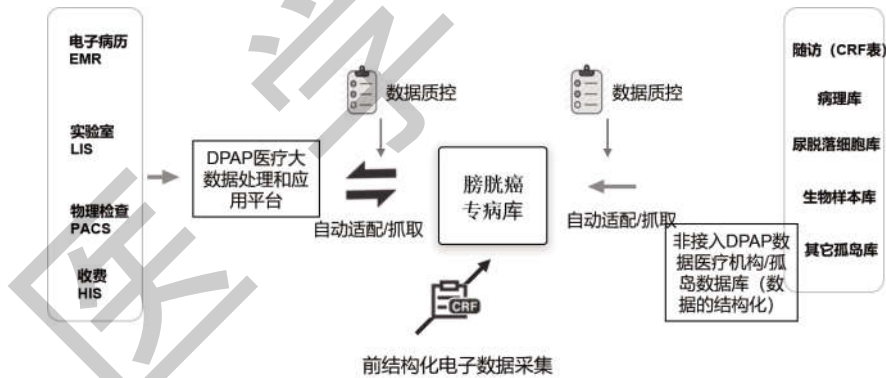 电子病历
EMR
实验室
LIS
物理检查
PACS
收费
HIS
DPAP医疗大
数据处理和应
用平台
数据质控
自动适配/抓取
膀胱癌
专病库
CRF
前结构化电子数据采集
数据质控
自动适配/抓取
非接入DPAP数
据医疗机构/孤
岛数据库（数
据的结构化）
随访（CRF表）
病理库
尿脱落细胞库
生物样本库
其它孤岛库
医学